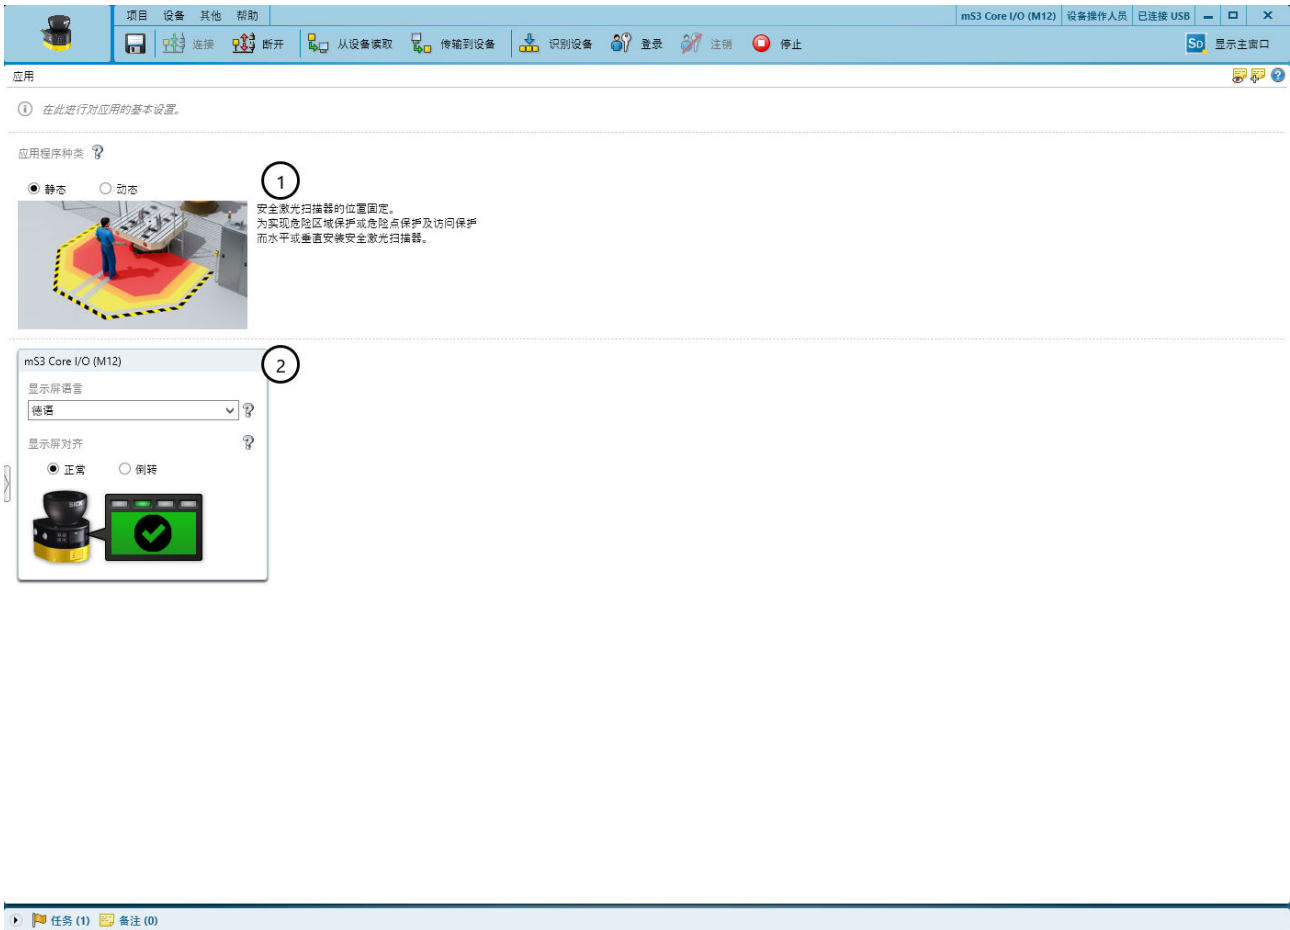 项目 设备 其他 帮助
mS3 Core I/O (M12) 设备操作人员 已连接 USB
连接 断开 从设备读取 传输到设备 识别设备 登录 注销 停止
SD 显示主窗口
应用
在此进行对应用的基本设置。
应用程序种类
静态 动态
1
安全激光扫描器的位置固定。
为实现危险区域保护或危险点保护及访问保护
而水平或垂直安装安全激光扫描器。
mS3 Core I/O (M12)
2
显示屏语言
德语
显示屏对齐
正常 倒转
SICK
任务 (1) 备注 (0)